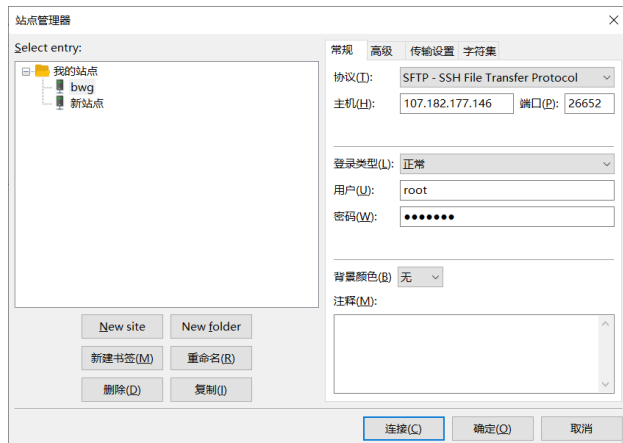 站点管理器
Select entry:
我的站点
bwg
新站点
New site
New folder
新建书签(M)
重命名(R)
删除(D)
复制(I)
常规
高级
传输设置
字符集
协议(T):
SFTP - SSH File Transfer Protocol
主机(H):
107.182.177.146
端口(P):
26652
登录类型(L):
正常
用户(U):
root
密码(W):
●●●●●●●
背景颜色(B)
无
注释(M):
连接(C)
确定(O)
取消